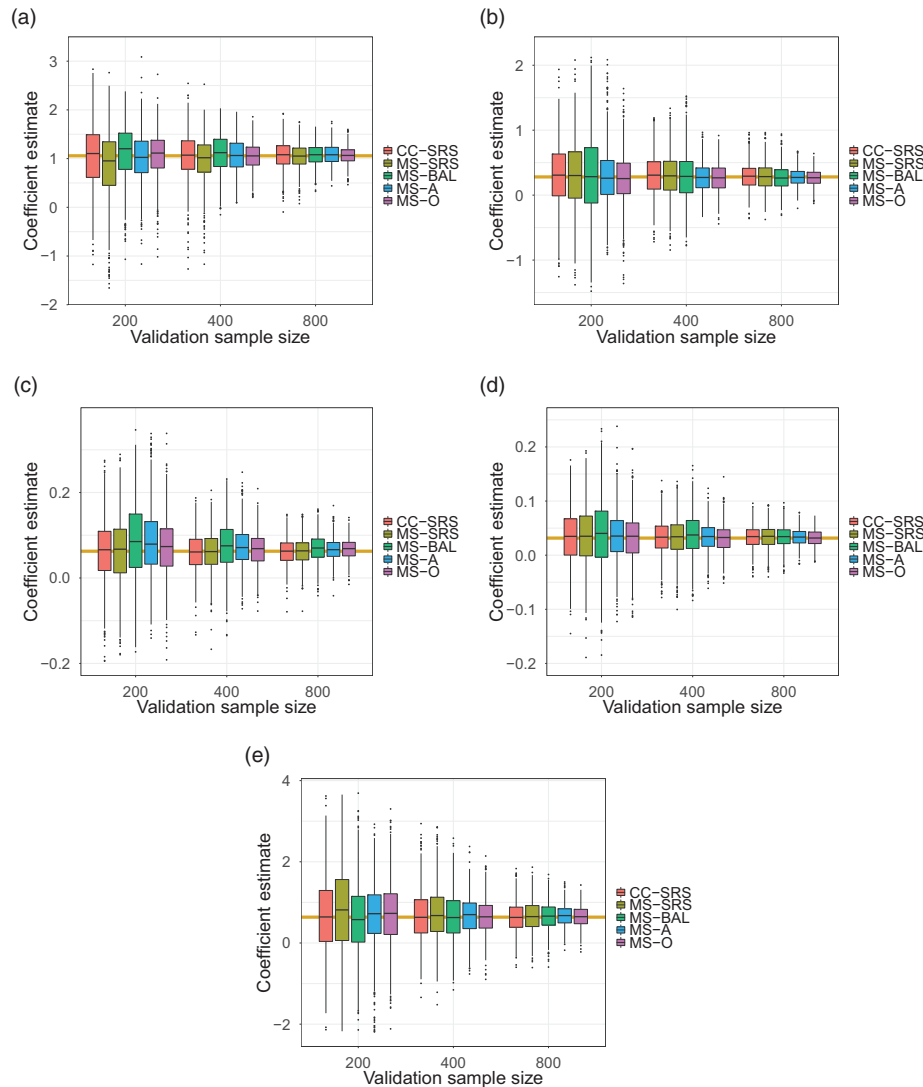 (a)
3
2
1
0
−1
−2
Coefficient estimate
200
400
800
Validation sample size
CC−SRS
MS−SRS
MS−BAL
MS−A
MS−O
(b)
2
1
0
−1
Coefficient estimate
200
400
800
Validation sample size
CC−SRS
MS−SRS
MS−BAL
MS−A
MS−O
(c)
0.2
0.0
−0.2
Coefficient estimate
200
400
800
Validation sample size
CC−SRS
MS−SRS
MS−BAL
MS−A
MS−O
(d)
0.2
0.1
0.0
−0.1
−0.2
Coefficient estimate
200
400
800
Validation sample size
CC−SRS
MS−SRS
MS−BAL
MS−A
MS−O
(e)
4
2
0
−2
Coefficient estimate
200
400
800
Validation sample size
CC−SRS
MS−SRS
MS−BAL
MS−A
MS−O